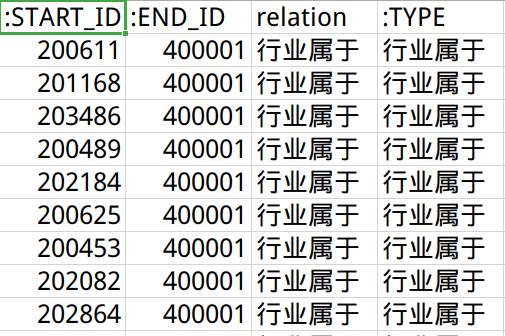 :START_ID :END_ID relation :TYPE
200611 400001 行业属于 行业属于
201168 400001 行业属于 行业属于
203486 400001 行业属于 行业属于
200489 400001 行业属于 行业属于
202184 400001 行业属于 行业属于
200625 400001 行业属于 行业属于
200453 400001 行业属于 行业属于
202082 400001 行业属于 行业属于
202864 400001 行业属于 行业属于